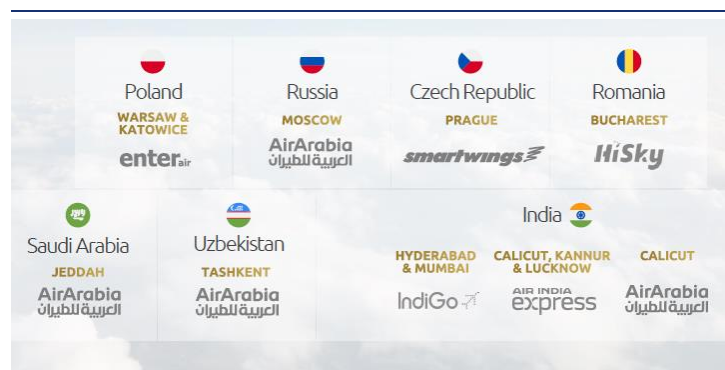 Poland
WARSAW &
KATOWICE
enterair
Russia
MOSCOW
AirArabia
العربية للطيران
Czech Republic
PRAGUE
smartwings
Romania
BUCHAREST
HiSky
Saudi Arabia
JEDDAH
AirArabia
العربية للطيران
Uzbekistan
TASHKENT
AirArabia
العربية للطيران
India
HYDERABAD
& MUMBAI
IndiGo
CALICUT, KANNUR
& LUCKNOW
AIR INDIA
express
CALICUT
AirArabia
العربية للطيران